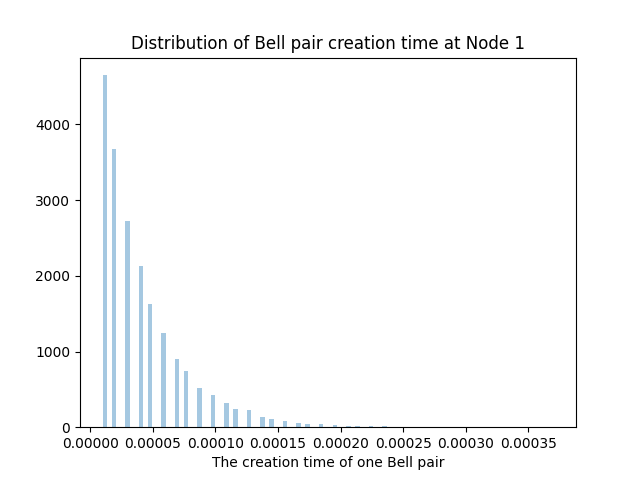 Distribution of Bell pair creation time at Node 1
4000
3000
2000
1000
0
0.00000 0.00005 0.00010 0.00015 0.00020 0.00025 0.00030 0.00035
The creation time of one Bell pair